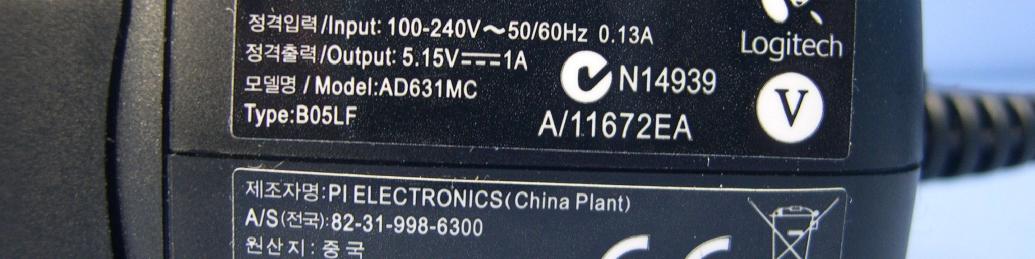 정격입력/Input: 100-240V～50/60Hz 0.13A
정격출력/Output: 5.15V⎓1A
모델명 / Model:AD631MC
Type:B05LF
N14939
A/11672EA
Logitech
V
제조자명:PI ELECTRONICS(China Plant)
A/S(전국):82-31-998-6300
원산지: 중국
CE